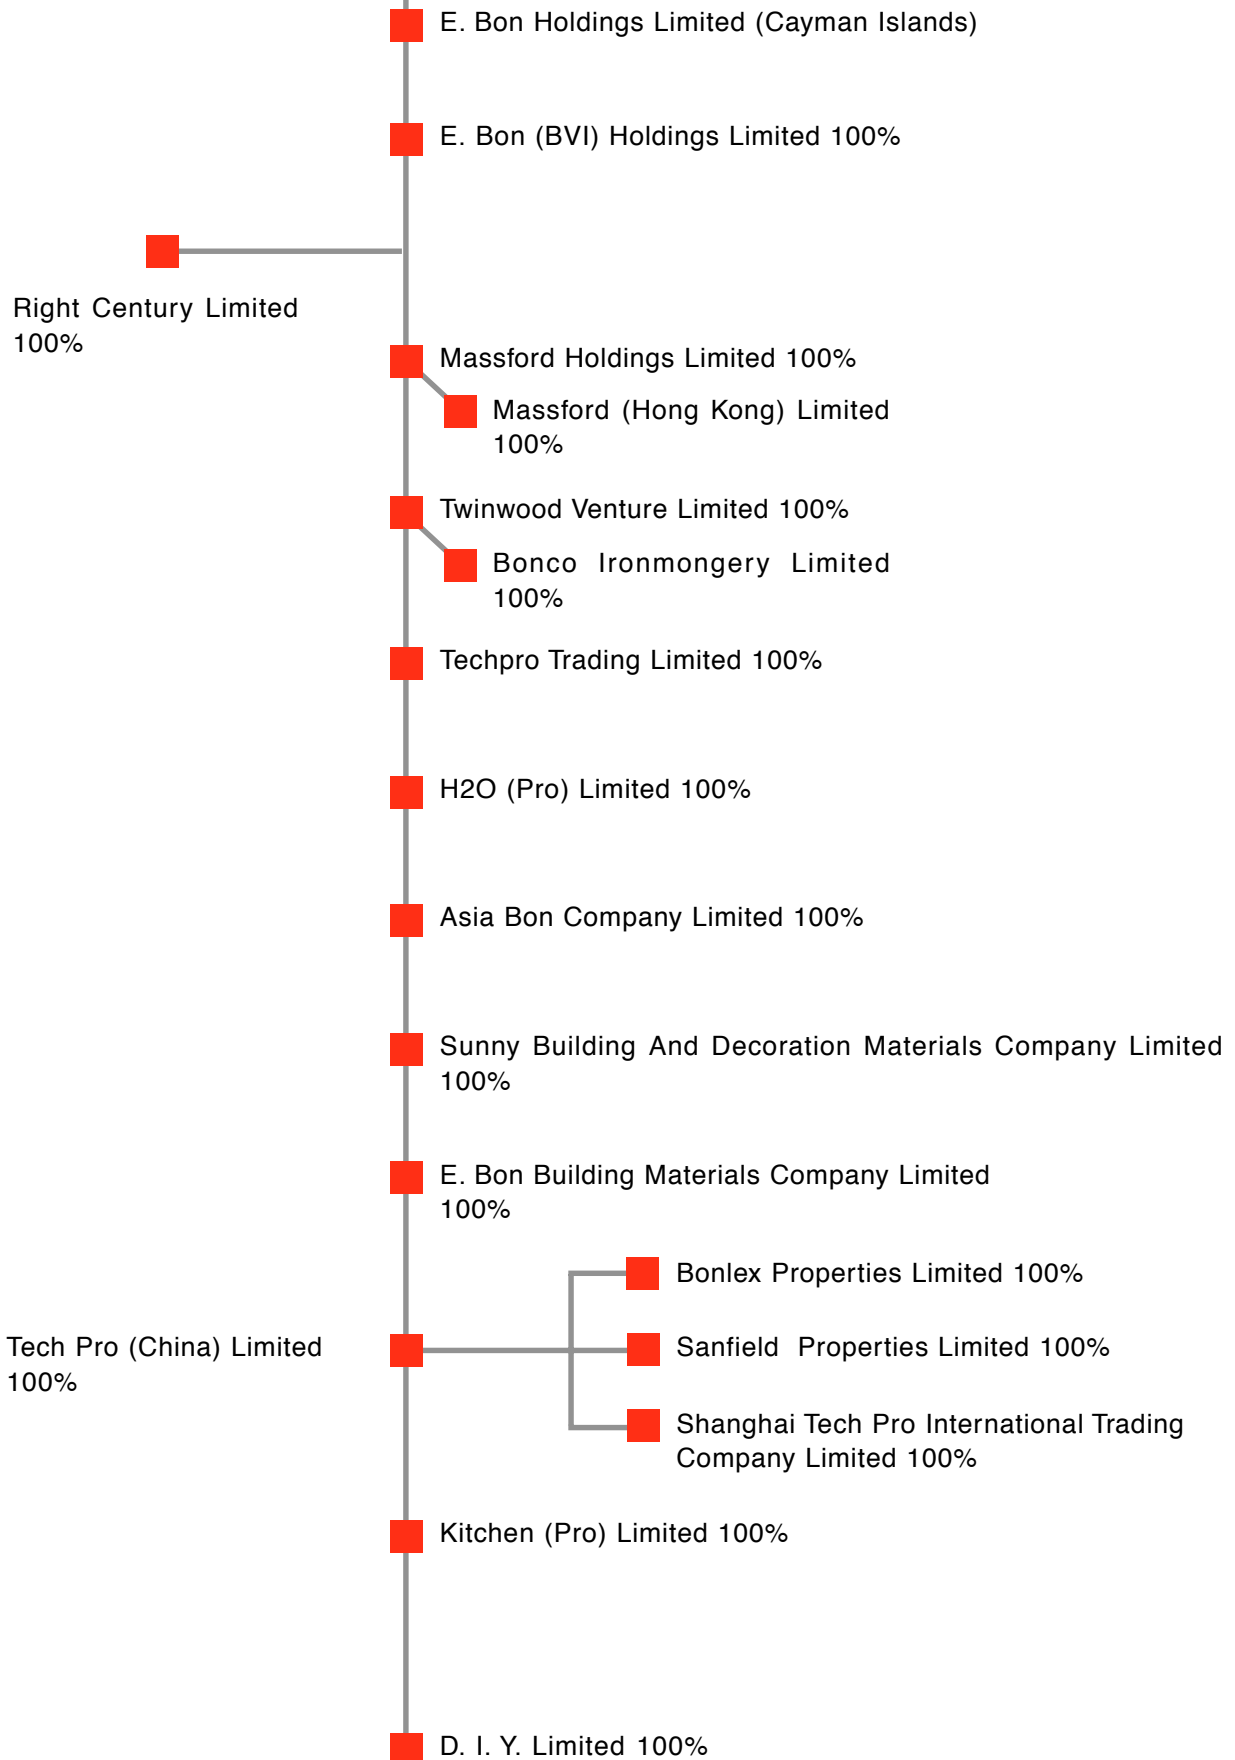 E. Bon Holdings Limited (Cayman Islands)
E. Bon (BVI) Holdings Limited 100%
Right Century Limited
100%
Massford Holdings Limited 100%
Massford (Hong Kong) Limited
100%
Twinwood Venture Limited 100%
Bonco Ironmongery Limited
100%
Techpro Trading Limited 100%
H2O (Pro) Limited 100%
Asia Bon Company Limited 100%
Sunny Building And Decoration Materials Company Limited
100%
E. Bon Building Materials Company Limited
100%
Tech Pro (China) Limited
100%
Bonlex Properties Limited 100%
Sanfield Properties Limited 100%
Shanghai Tech Pro International Trading
Company Limited 100%
Kitchen (Pro) Limited 100%
D. I. Y. Limited 100%